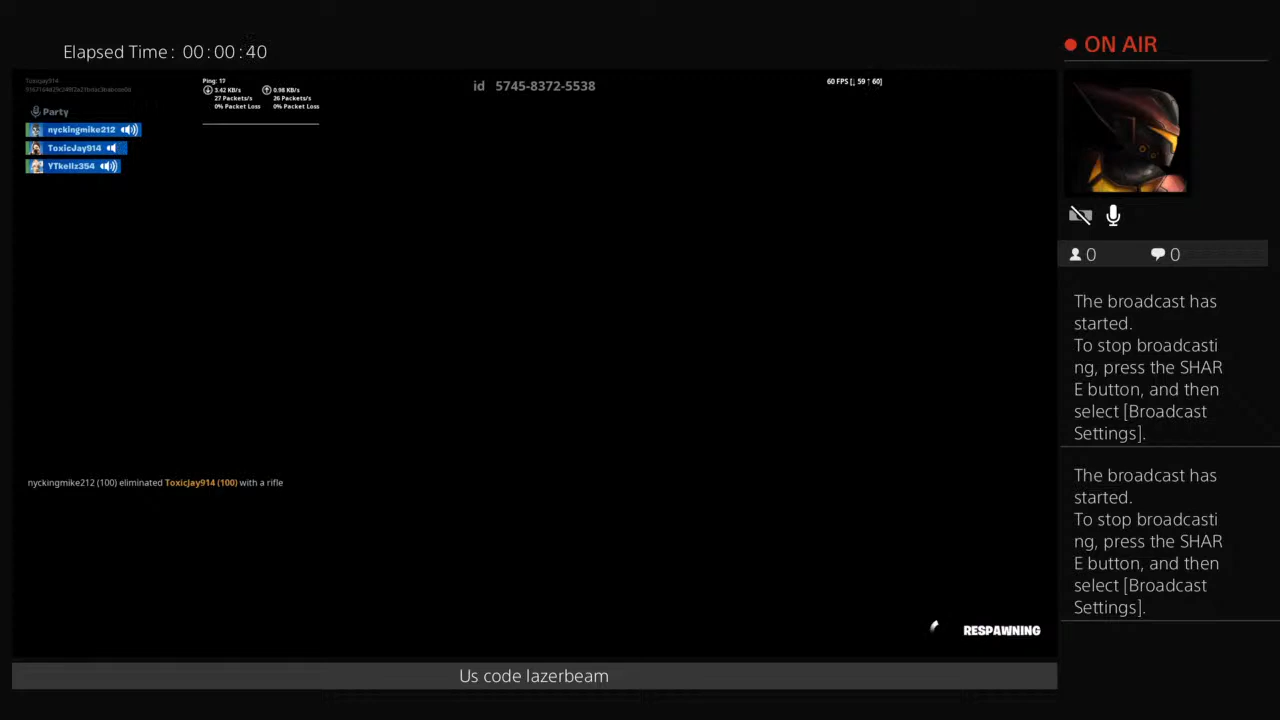 Elapsed Time: 00:00:40
ON AIR
ToxicJay914
Ping: 17
3.42 KB/s 0.98 KB/s
27 Packets/s 26 Packets/s
0% Packet Loss 0% Packet Loss
id 5745-8372-5538
60 FPS [↓ 59 ↑ 60]
Party
nyckingmike212
ToxicJay914
YTkellz354
0 0
The broadcast has
started.
To stop broadcasti
ng, press the SHAR
E button, and then
select [Broadcast
Settings].
The broadcast has
started.
To stop broadcasti
ng, press the SHAR
E button, and then
select [Broadcast
Settings].
nyckingmike212 (100) eliminated ToxicJay914 (100) with a rifle
RESPAWNING
Us code lazerbeam